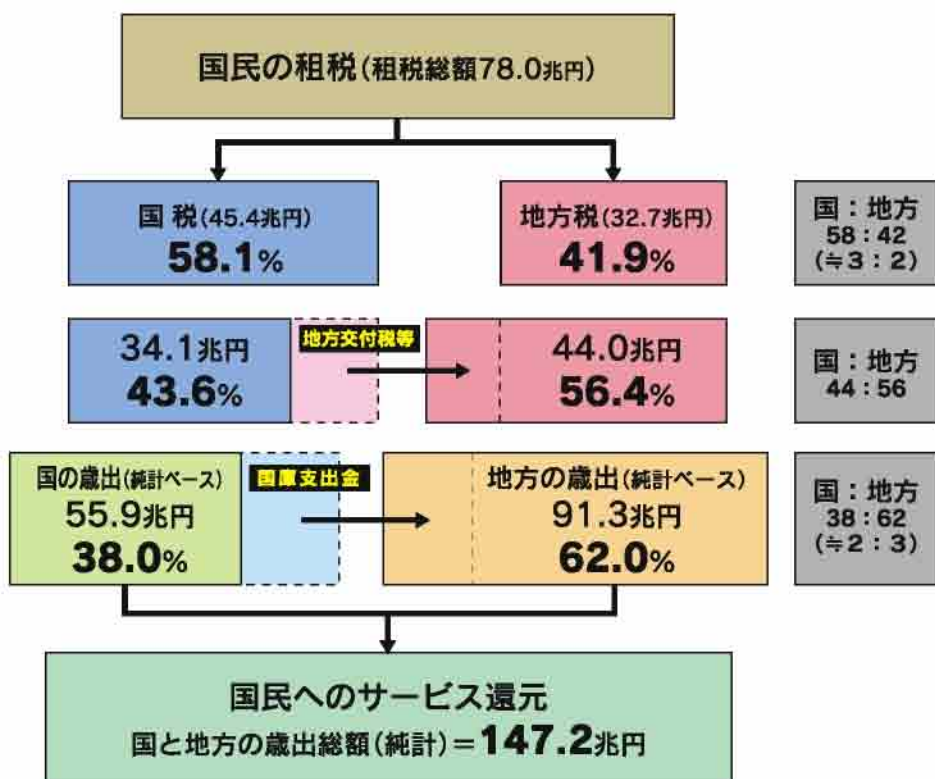 国民の租税(租税総額78.0兆円)
国 税(45.4兆円)
58.1%
地方税(32.7兆円)
41.9%
国:地方
58:42
(≒3:2)
34.1兆円
43.6%
地方交付税等
44.0兆円
56.4%
国:地方
44:56
国の歳出(純計ベース)
55.9兆円
38.0%
国庫支出金
地方の歳出(純計ベース)
91.3兆円
62.0%
国:地方
38:62
(≒2:3)
国民へのサービス還元
国と地方の歳出総額(純計)=147.2兆円